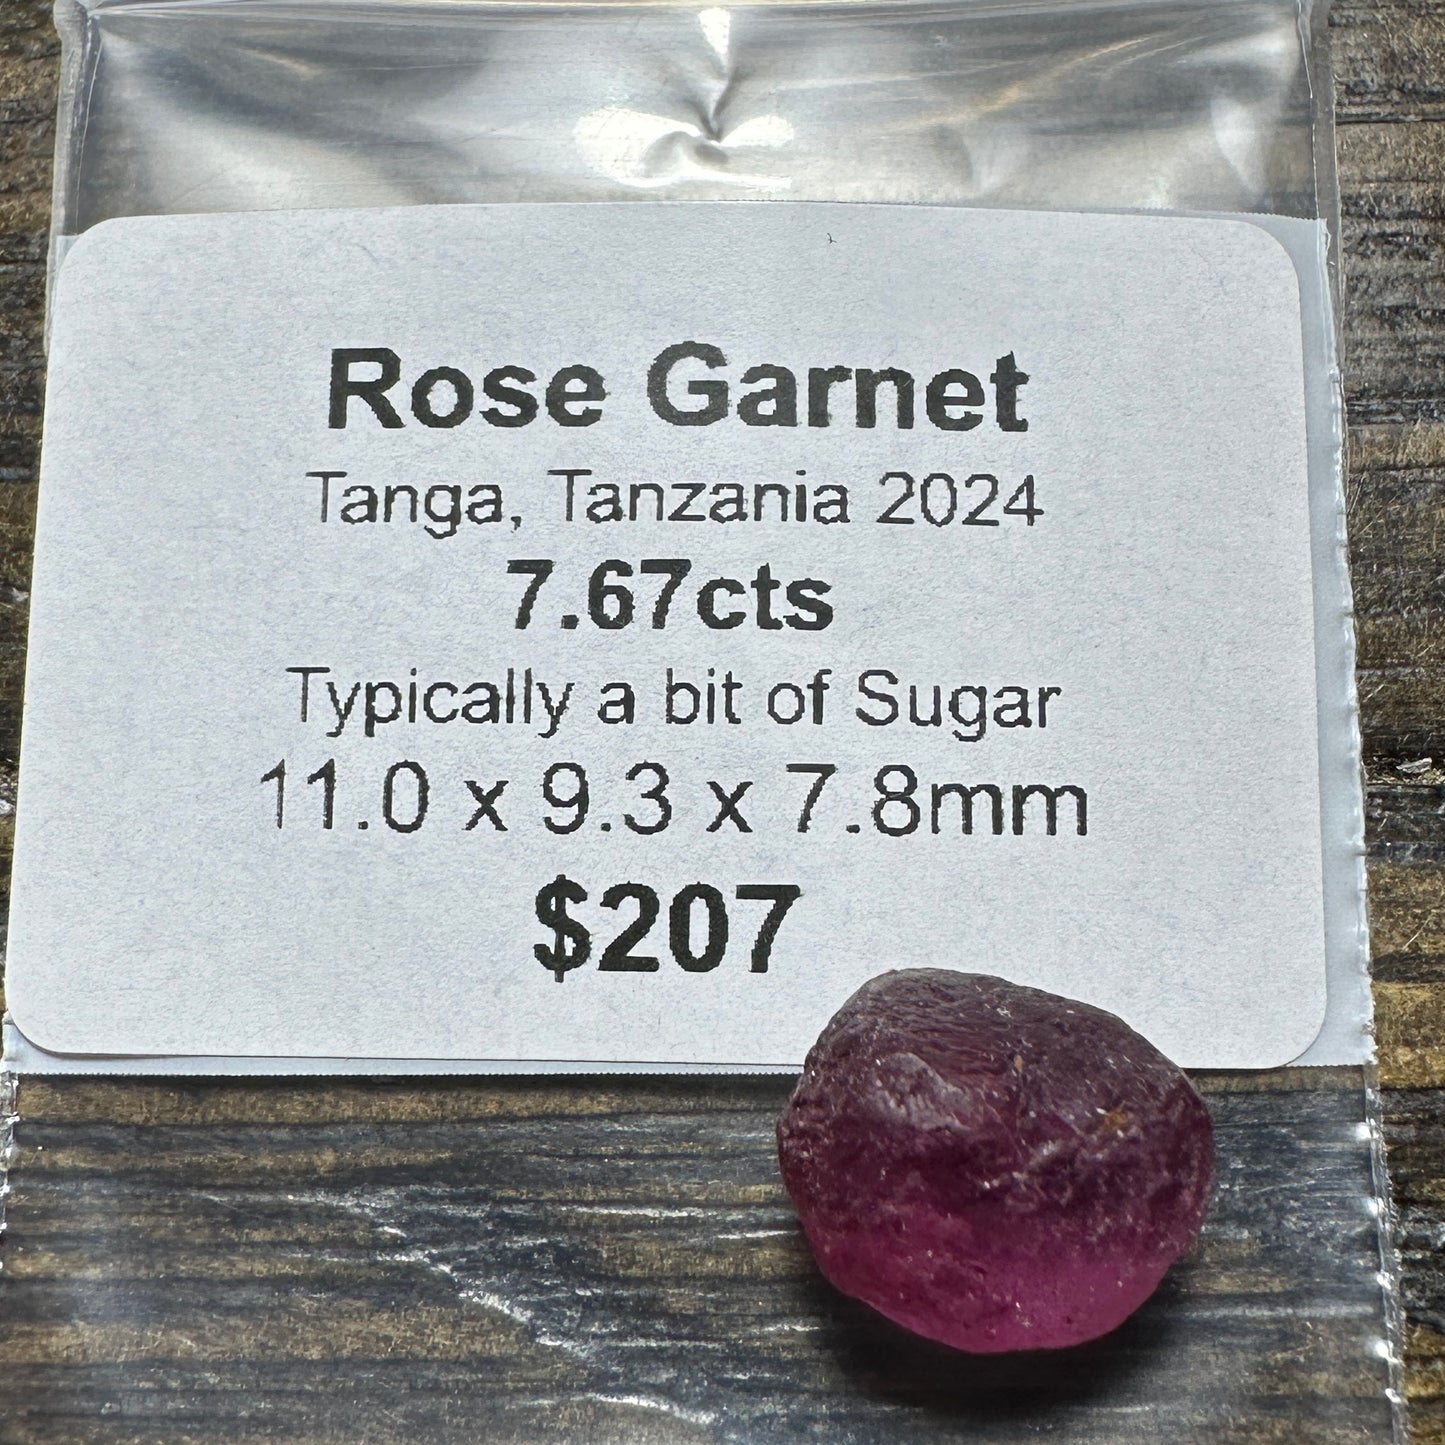 Rose Garnet
Tanga, Tanzania 2024
7.67cts
Typically a bit of Sugar
11.0 x 9.3 x 7.8mm
$207